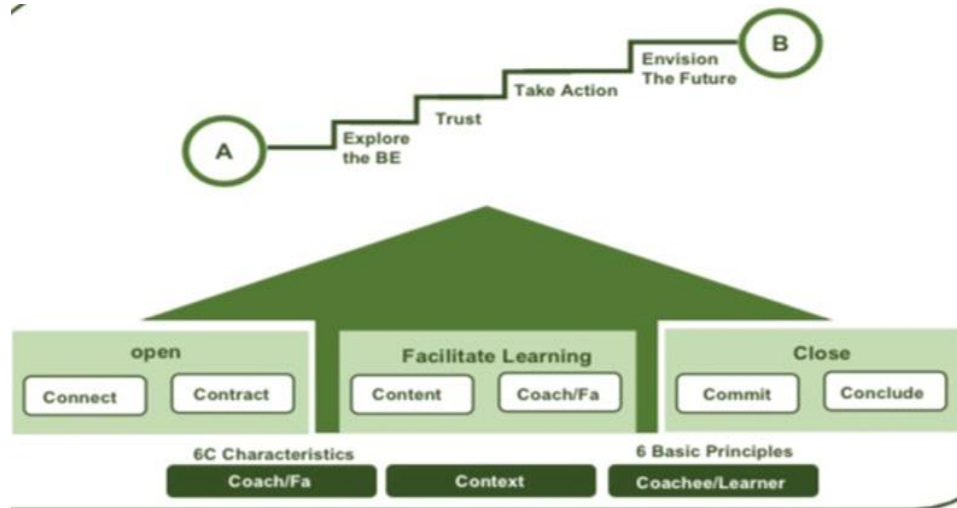 B
Envision
The Future
Take Action
Trust
Explore
the BE
A
open
Facilitate Learning
Close
Connect
Contract
Content
Coach/Fa
Commit
Conclude
6C Characteristics
6 Basic Principles
Coach/Fa
Context
Coachee/Learner